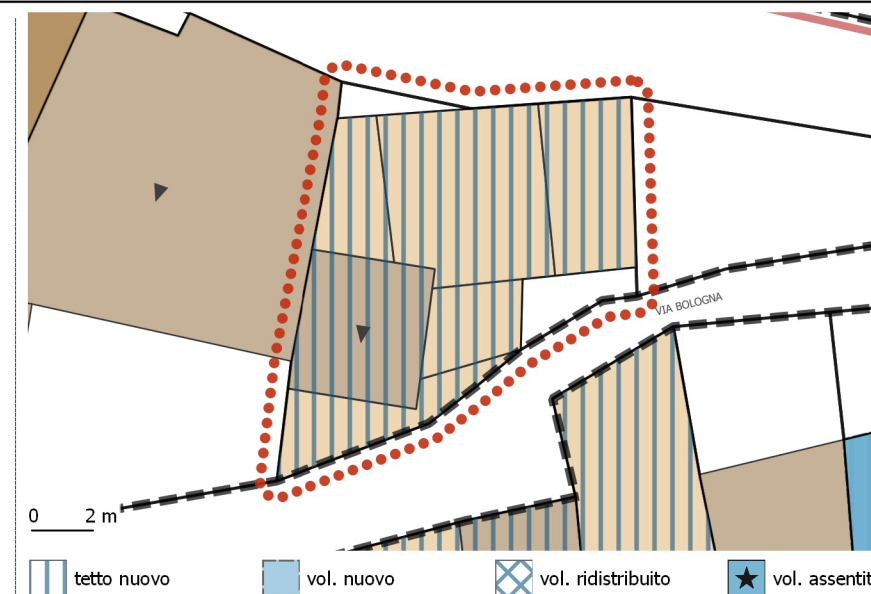 VIA BOLOGNA
0 2 m
tetto nuovo
vol. nuovo
vol. ridistribuito
vol. assentit